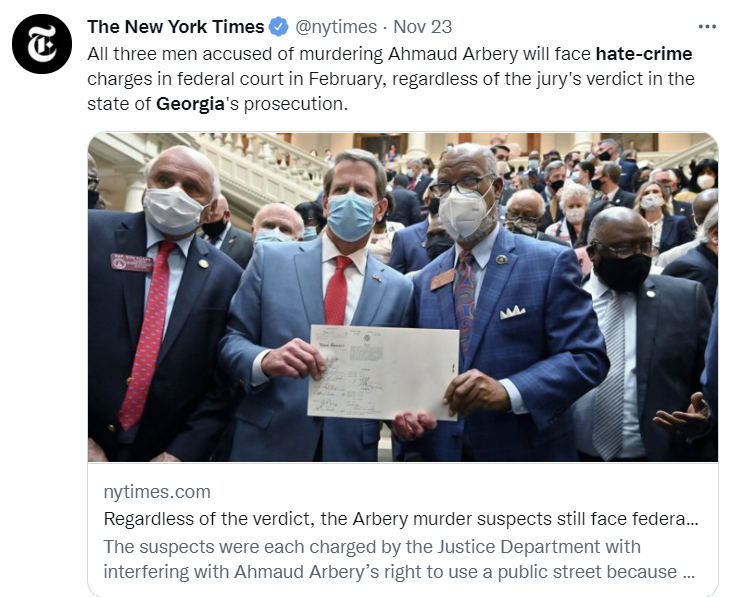 The New York Times @nytimes · Nov 23
All three men accused of murdering Ahmaud Arbery will face hate-crime
charges in federal court in February, regardless of the jury's verdict in the
state of Georgia's prosecution.
nytimes.com
Regardless of the verdict, the Arbery murder suspects still face federa...
The suspects were each charged by the Justice Department with
interfering with Ahmaud Arbery’s right to use a public street because ...